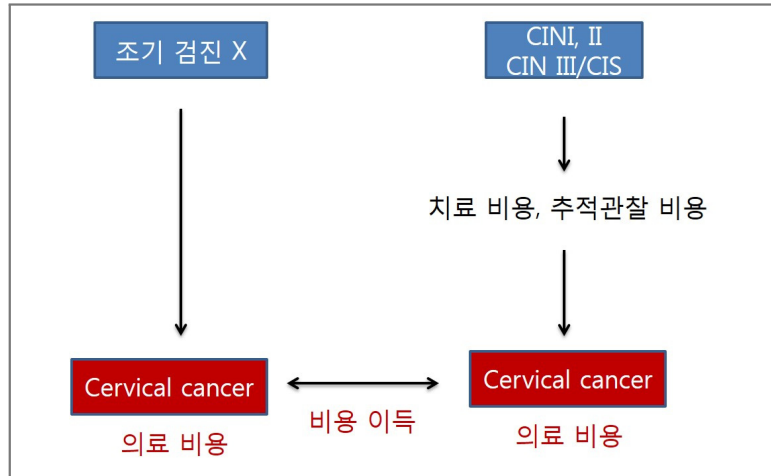 조기 검진 X
CINI, II
CIN III/CIS
치료 비용, 추적관찰 비용
Cervical cancer
Cervical cancer
비용 이득
의료 비용
의료 비용